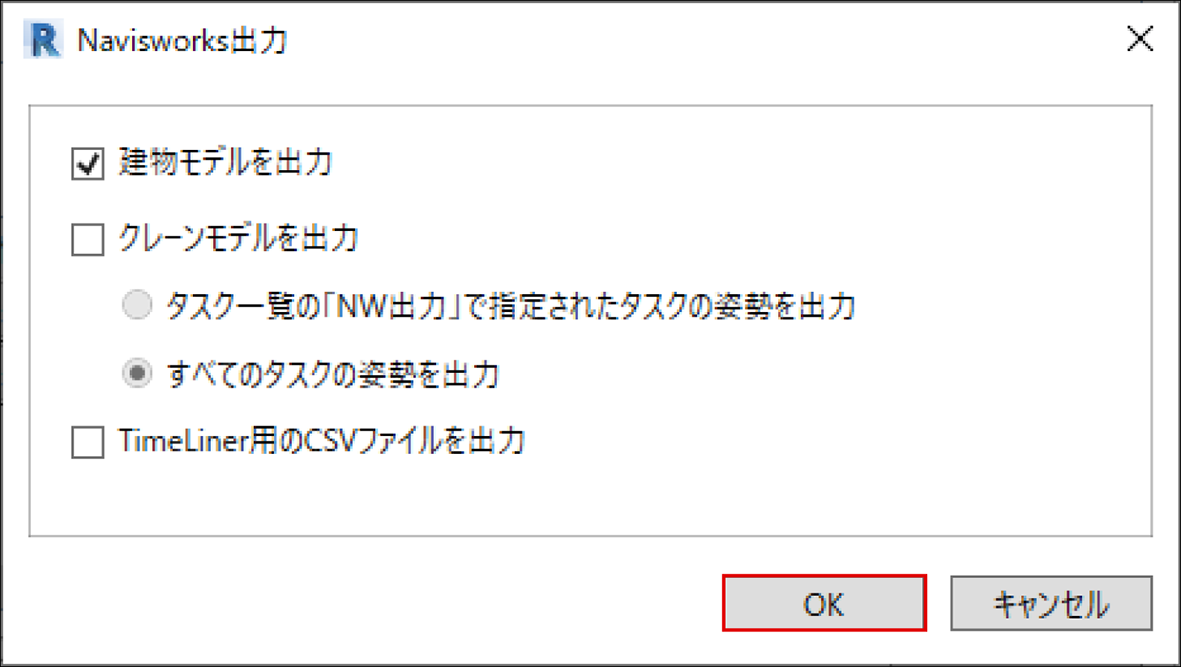 Navisworks出力
建物モデルを出力
クレーンモデルを出力
タスク一覧の「NW出力」で指定されたタスクの姿勢を出力
すべてのタスクの姿勢を出力
TimeLiner用のCSVファイルを出力
OK キャンセル